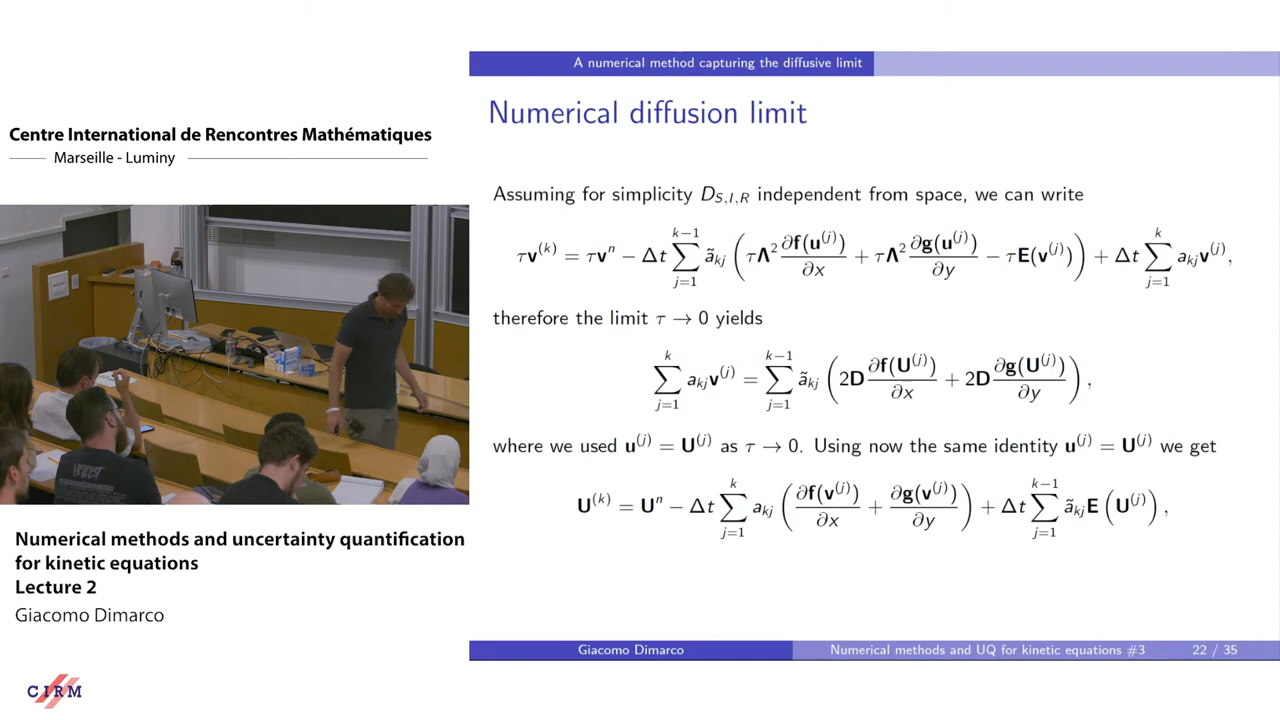 Centre International de Rencontres Mathématiques
Marseille - Luminy
Numerical methods and uncertainty quantification
for kinetic equations
Lecture 2
Giacomo Dimarco
CIRM
A numerical method capturing the diffusive limit
Numerical diffusion limit
Assuming for simplicity D_{S,I,R} independent from space, we can write
τv^{(k)} = τv^n − Δt ∑_{j=1}^{k−1} ã_{kj} ( τΛ² ∂f(u^{(j)})/∂x + τΛ² ∂g(u^{(j)})/∂y − τE(v^{(j)}) ) + Δt ∑_{j=1}^{k} a_{kj}v^{(j)},
therefore the limit τ → 0 yields
∑_{j=1}^{k} a_{kj}v^{(j)} = ∑_{j=1}^{k−1} ã_{kj} ( 2D ∂f(U^{(j)})/∂x + 2D ∂g(U^{(j)})/∂y ),
where we used u^{(j)} = U^{(j)} as τ → 0. Using now the same identity u^{(j)} = U^{(j)} we get
U^{(k)} = U^n − Δt ∑_{j=1}^{k} a_{kj} ( ∂f(v^{(j)})/∂x + ∂g(v^{(j)})/∂y ) + Δt ∑_{j=1}^{k−1} ã_{kj}E ( U^{(j)} ),
Giacomo Dimarco
Numerical methods and UQ for kinetic equations #3
22 / 35